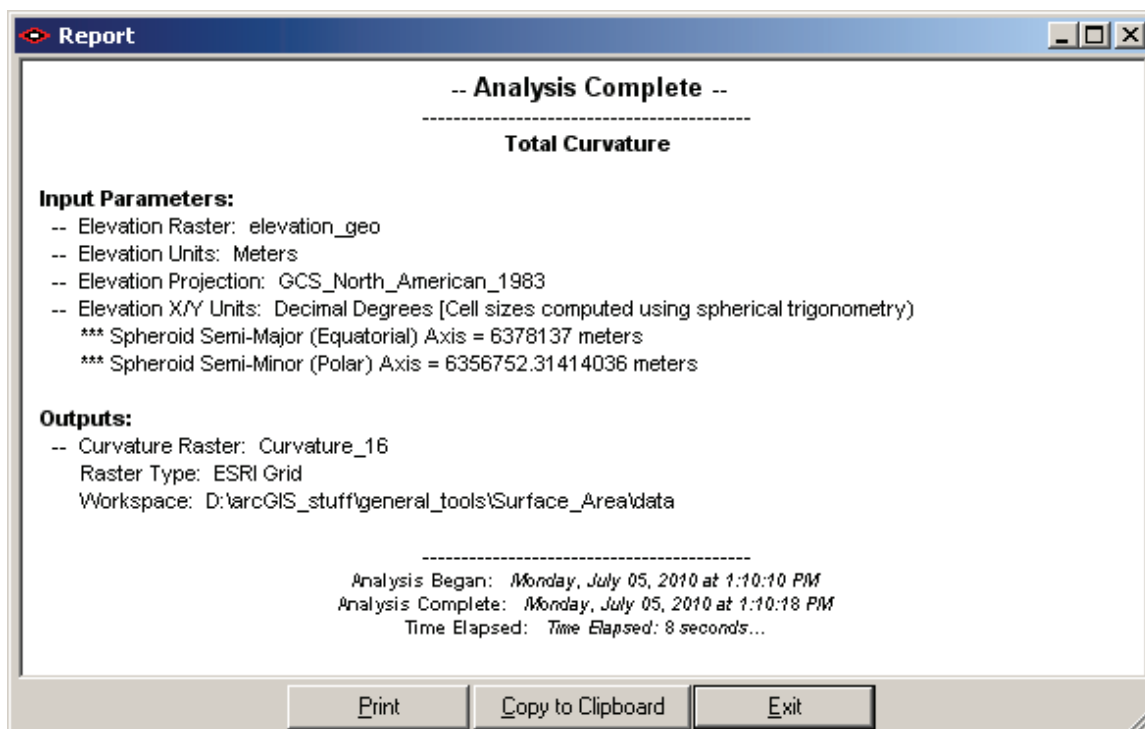 Report
-- Analysis Complete --
------------------------------------------
Total Curvature
Input Parameters:
-- Elevation Raster: elevation_geo
-- Elevation Units: Meters
-- Elevation Projection: GCS_North_American_1983
-- Elevation X/Y Units: Decimal Degrees [Cell sizes computed using spherical trigonometry)
*** Spheroid Semi-Major (Equatorial) Axis = 6378137 meters
*** Spheroid Semi-Minor (Polar) Axis = 6356752.31414036 meters
Outputs:
-- Curvature Raster: Curvature_16
Raster Type: ESRI Grid
Workspace: D:\arcGIS_stuff\general_tools\Surface_Area\data
------------------------------------------
Analysis Began: Monday, July 05, 2010 at 1:10:10 PM
Analysis Complete: Monday, July 05, 2010 at 1:10:18 PM
Time Elapsed: Time Elapsed: 8 seconds...
Print Copy to Clipboard Exit